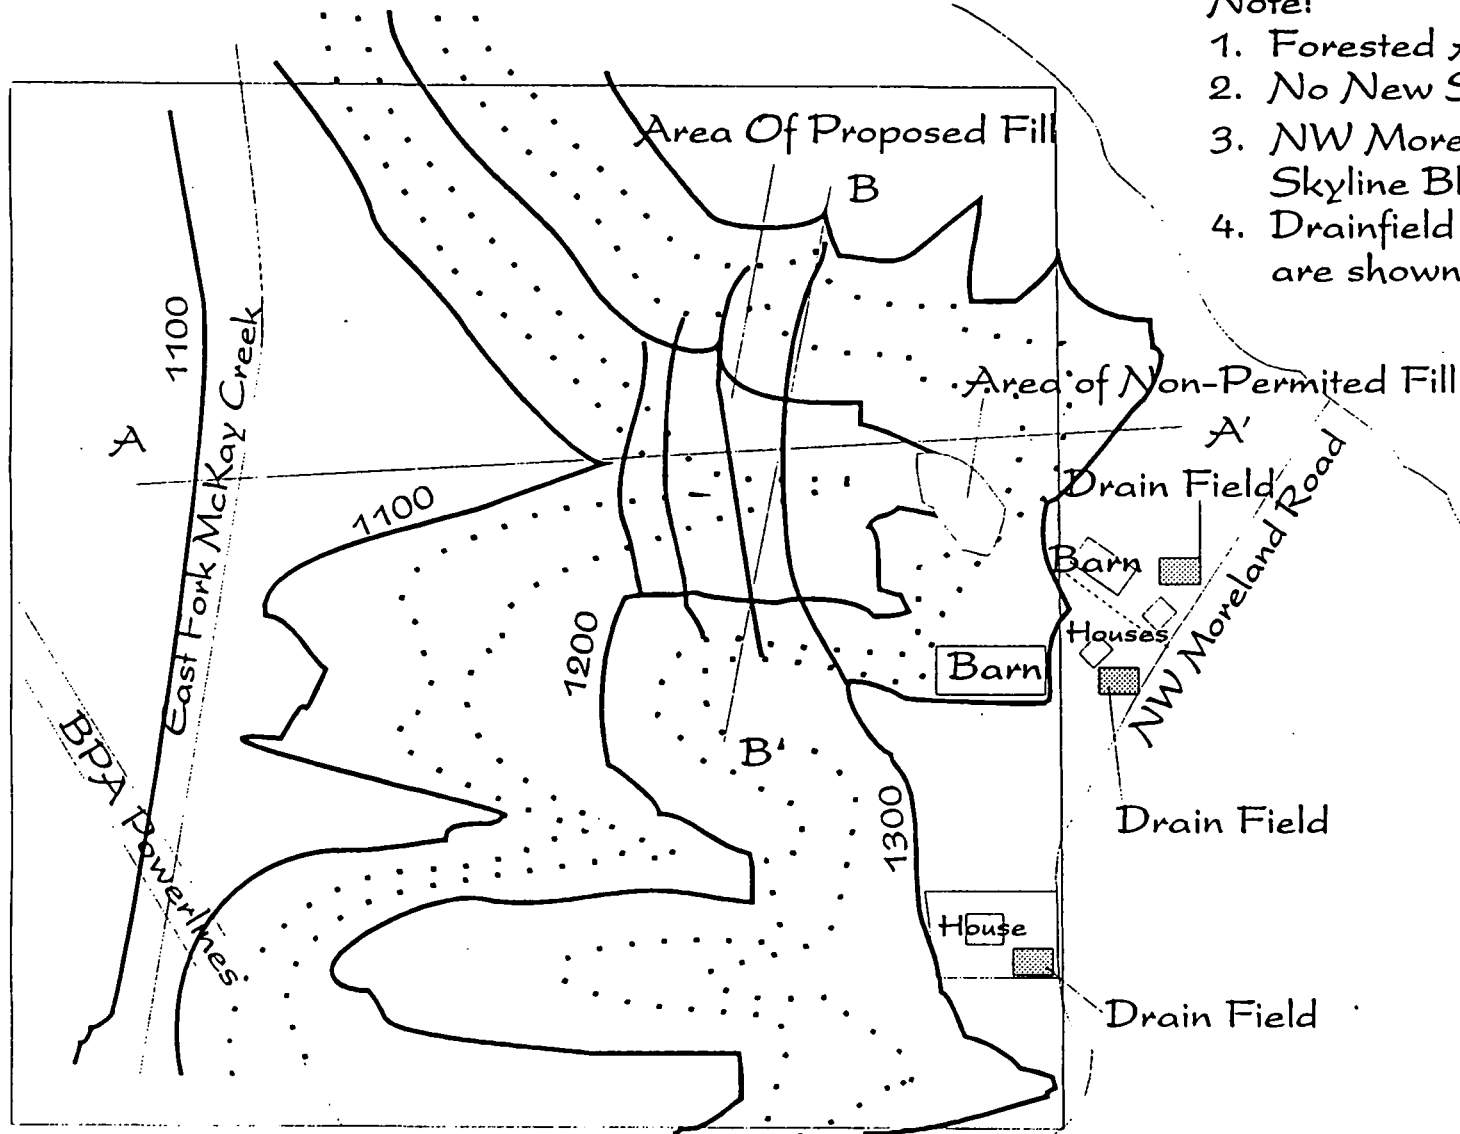 Note:
1. Forested
2. No New S
3. NW More
Skyline Bl
4. Drainfield
are shown
Area Of Proposed Fill
B
1100
East Fork McKay Creek
Area of Non-Permited Fill
A
A'
Drain Field
1100
Barn
Houses
NW Moreland Road
1200
Barn
BPA Powerlines
B'
1300
Drain Field
House
Drain Field